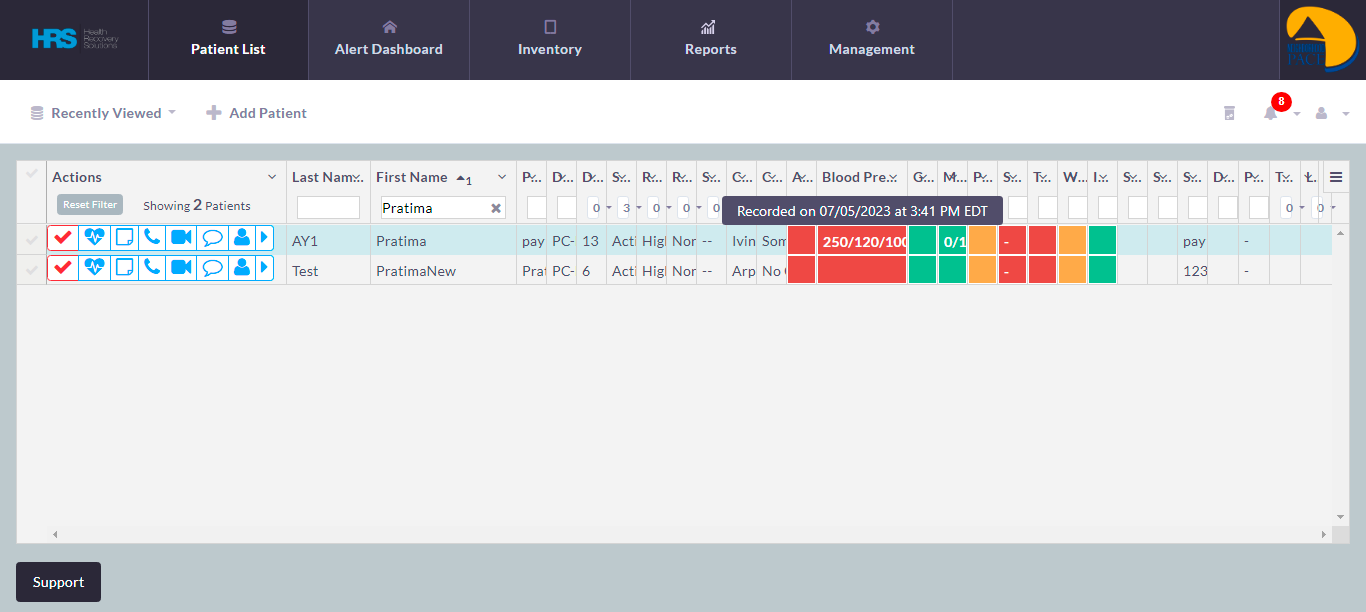 HRS Health Recovery Solutions
Patient List
Alert Dashboard
Inventory
Reports
Management
PACT
Recently Viewed
Add Patient
8
Actions Last Nam... First Name 1 P... D... D... S... R... R... S... C... C... A... Blood Pre... G... M... P... S... T... W... I... S... S... S... D... P... T... L...
Reset Filter Showing 2 Patients Pratima 0 3 0 0 0 0 0
Recorded on 07/05/2023 at 3:41 PM EDT
AY1 Pratima pay PC- 13 Acti High Nor -- Ivin Som 250/120/100 0/1 - pay -
Test PratimaNew Prat PC- 6 Acti High Nor -- Arp No - 123 -
Support